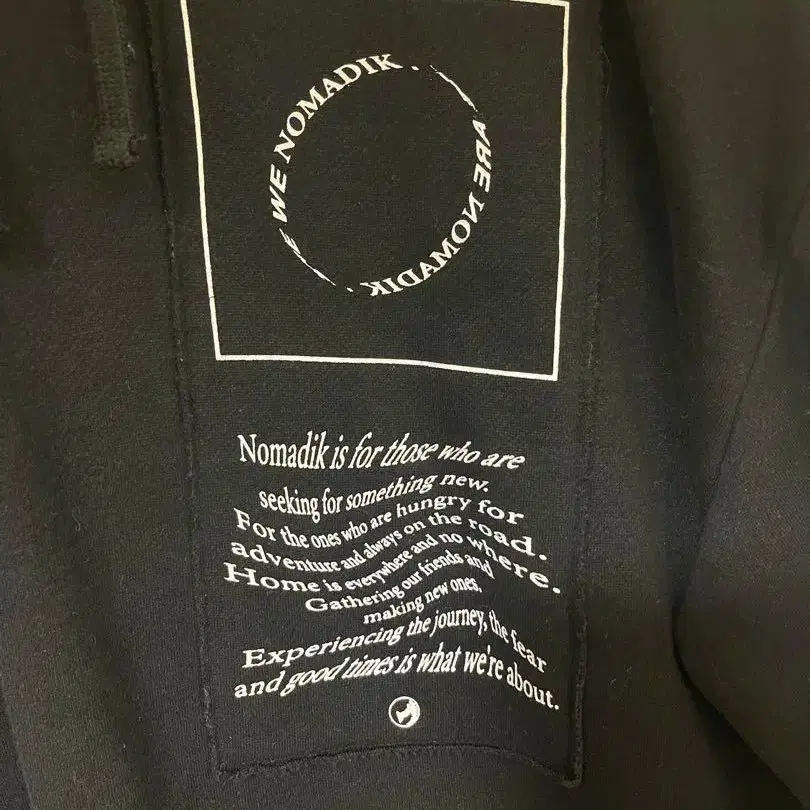 WE NOMADIK .
ARE NOMADIK .
Nomadik is for those who are
seeking for something new.
For the ones who are hungry for
adventure and always on the road.
Home is everywhere and no where.
Gathering our friends and
making new ones.
Experiencing the journey, the fear
and good times is what we're about.